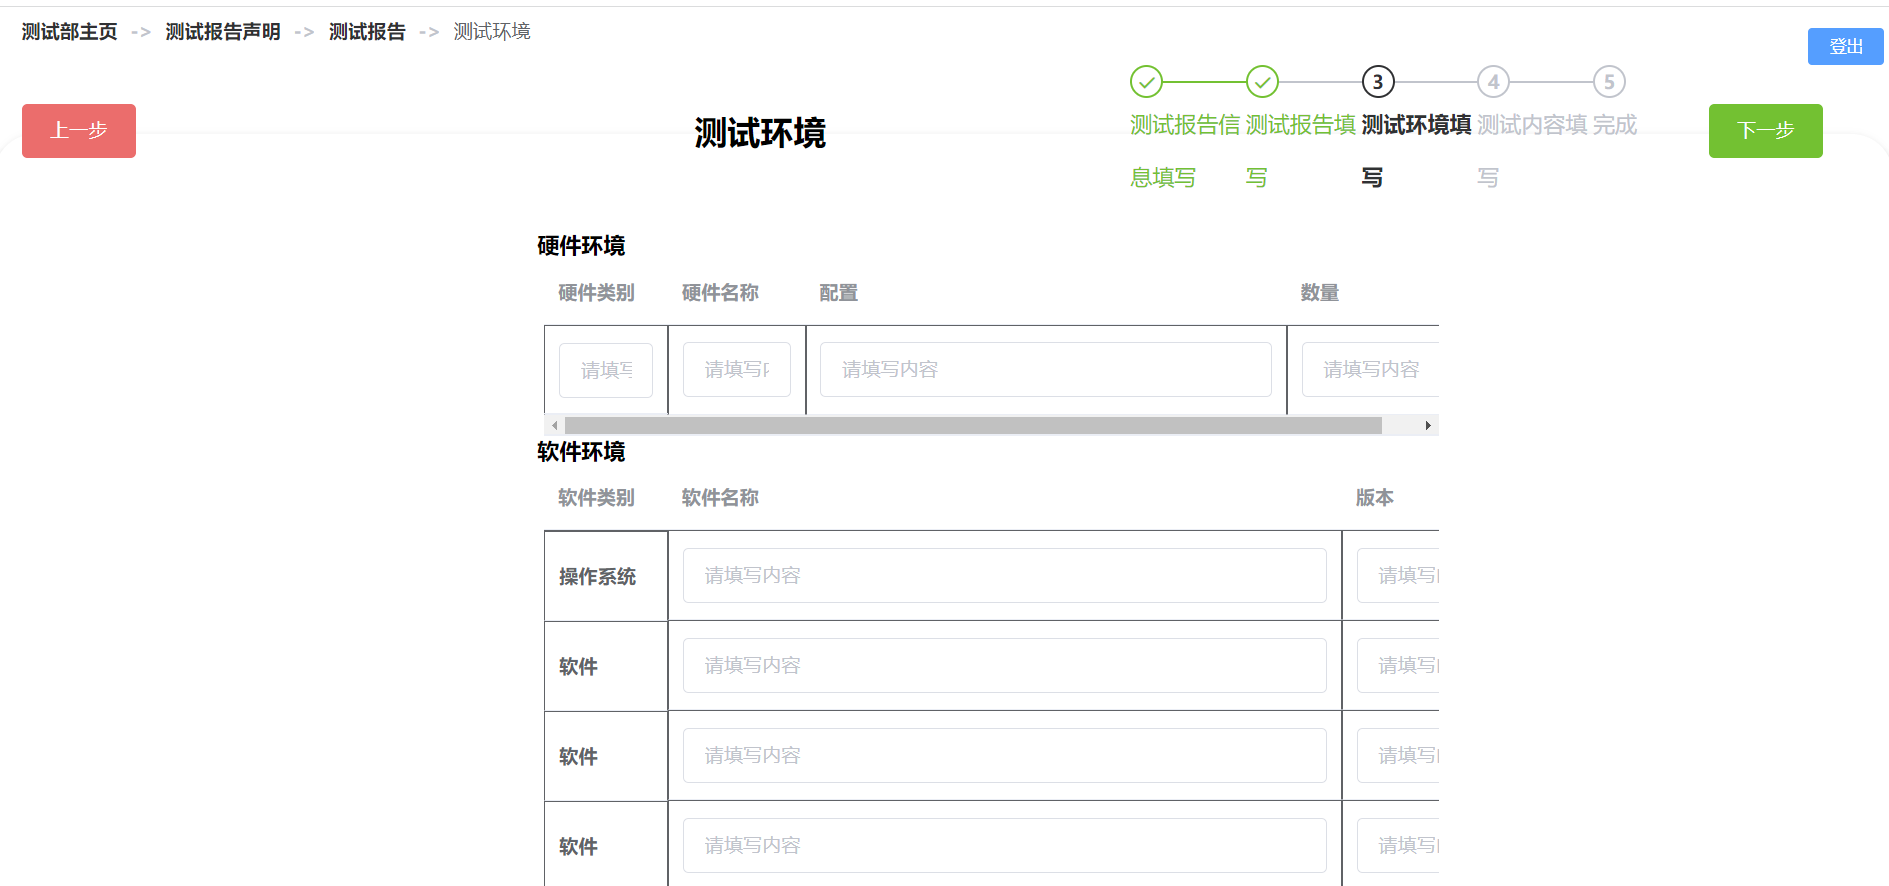 测试部主页 -> 测试报告声明 -> 测试报告 -> 测试环境
登出
上一步
测试环境
3 4 5
测试报告信 测试报告填 测试环境填 测试内容填 完成
息填写 写 写 写
下一步
硬件环境
硬件类别 硬件名称 配置 数量
请填写 请填写 请填写内容 请填写内容
软件环境
软件类别 软件名称 版本
操作系统 请填写内容 请填写
软件 请填写内容 请填写
软件 请填写内容 请填写
软件 请填写内容 请填写